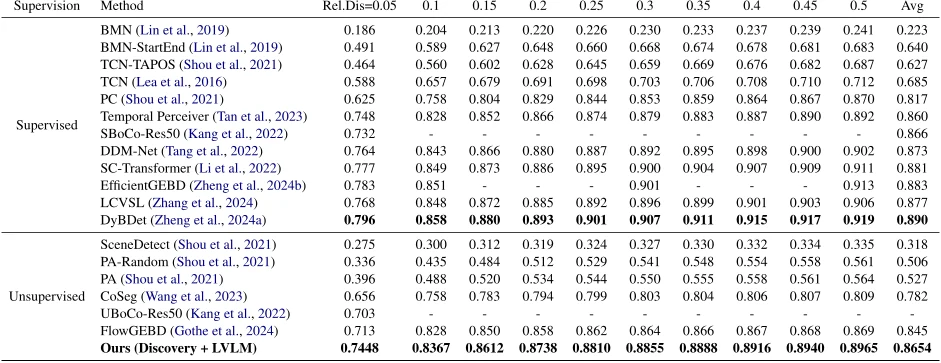 Supervision Method Rel.Dis=0.05 0.1 0.15 0.2 0.25 0.3 0.35 0.4 0.45 0.5 Avg
BMN (Lin et al., 2019) 0.186 0.204 0.213 0.220 0.226 0.230 0.233 0.237 0.239 0.241 0.223
BMN-StartEnd (Lin et al., 2019) 0.491 0.589 0.627 0.648 0.660 0.668 0.674 0.678 0.681 0.683 0.640
TCN-TAPOS (Shou et al., 2021) 0.464 0.560 0.602 0.628 0.645 0.659 0.669 0.676 0.682 0.687 0.627
TCN (Lea et al., 2016) 0.588 0.657 0.679 0.691 0.698 0.703 0.706 0.708 0.710 0.712 0.685
PC (Shou et al., 2021) 0.625 0.758 0.804 0.829 0.844 0.853 0.859 0.864 0.867 0.870 0.817
Temporal Perceiver (Tan et al., 2023) 0.748 0.828 0.852 0.866 0.874 0.879 0.883 0.887 0.890 0.892 0.860
Supervised
SBoCo-Res50 (Kang et al., 2022) 0.732 - - - - - - - - - 0.866
DDM-Net (Tang et al., 2022) 0.764 0.843 0.866 0.880 0.887 0.892 0.895 0.898 0.900 0.902 0.873
SC-Transformer (Li et al., 2022) 0.777 0.849 0.873 0.886 0.895 0.900 0.904 0.907 0.909 0.911 0.881
EfficientGEBD (Zheng et al., 2024b) 0.783 0.851 - - - 0.901 - - - 0.913 0.883
LCVSL (Zhang et al., 2024) 0.768 0.848 0.872 0.885 0.892 0.896 0.899 0.901 0.903 0.906 0.877
DyBDet (Zheng et al., 2024a) 0.796 0.858 0.880 0.893 0.901 0.907 0.911 0.915 0.917 0.919 0.890
SceneDetect (Shou et al., 2021) 0.275 0.300 0.312 0.319 0.324 0.327 0.330 0.332 0.334 0.335 0.318
PA-Random (Shou et al., 2021) 0.336 0.435 0.484 0.512 0.529 0.541 0.548 0.554 0.558 0.561 0.506
PA (Shou et al., 2021) 0.396 0.488 0.520 0.534 0.544 0.550 0.555 0.558 0.561 0.564 0.527
Unsupervised CoSeg (Wang et al., 2023) 0.656 0.758 0.783 0.794 0.799 0.803 0.804 0.806 0.807 0.809 0.782
UBoCo-Res50 (Kang et al., 2022) 0.703 - - - - - - - - - -
FlowGEBD (Gothe et al., 2024) 0.713 0.828 0.850 0.858 0.862 0.864 0.866 0.867 0.868 0.869 0.845
Ours (Discovery + LVLM) 0.7448 0.8367 0.8612 0.8738 0.8810 0.8855 0.8888 0.8916 0.8940 0.8965 0.8654